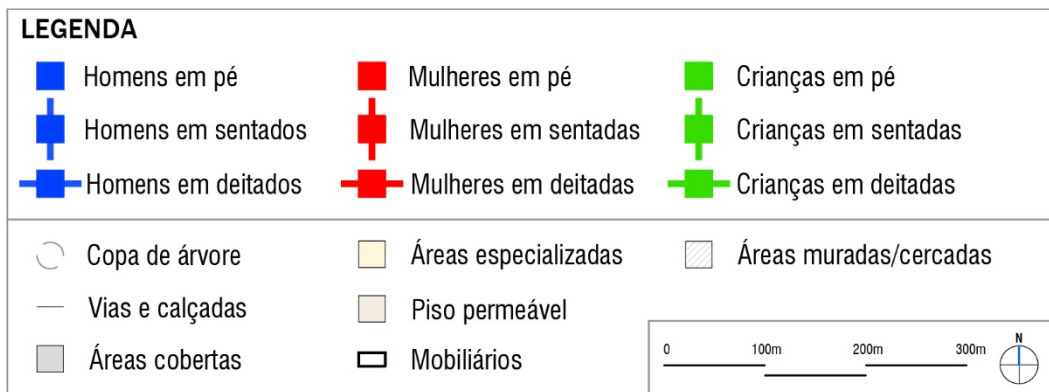 LEGENDA
Homens em pé
Mulheres em pé
Crianças em pé
Homens em sentados
Mulheres em sentadas
Crianças em sentadas
Homens em deitados
Mulheres em deitadas
Crianças em deitadas
Copa de árvore
Áreas especializadas
Áreas muradas/cercadas
Vias e calçadas
Piso permeável
Áreas cobertas
Mobiliários
0 100m 200m 300m
N